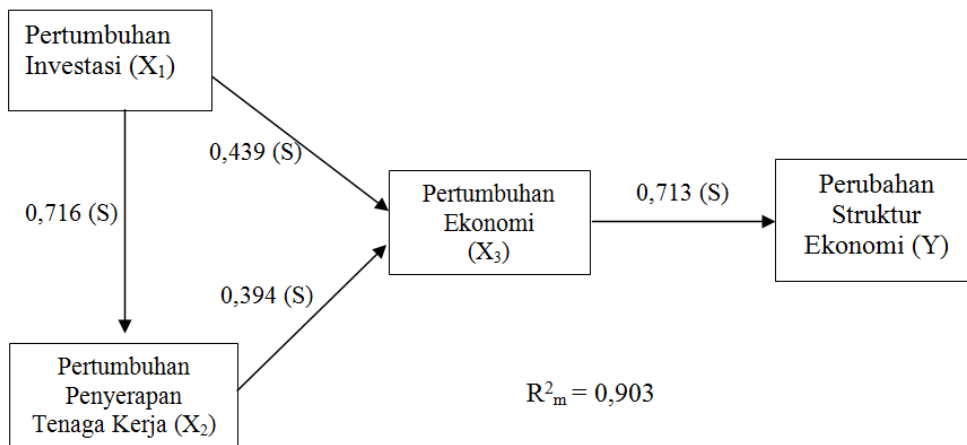 Pertumbuhan
Investasi (X₁)
0,439 (S)
0,716 (S)
Pertumbuhan
Ekonomi
(X₃)
0,713 (S)
Perubahan
Struktur
Ekonomi (Y)
0,394 (S)
Pertumbuhan
Penyerapan
Tenaga Kerja (X₂)
R²ₘ = 0,903